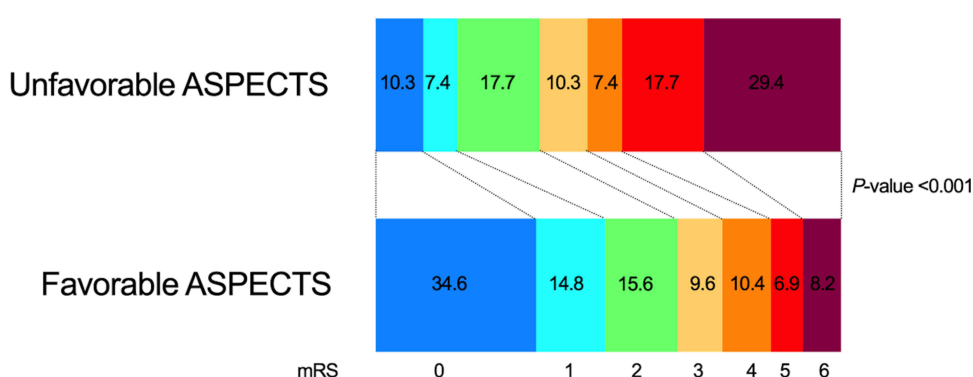 Unfavorable ASPECTS 10.3 7.4 17.7 10.3 7.4 17.7 29.4
P-value <0.001
Favorable ASPECTS 34.6 14.8 15.6 9.6 10.4 6.9 8.2
mRS 0 1 2 3 4 5 6